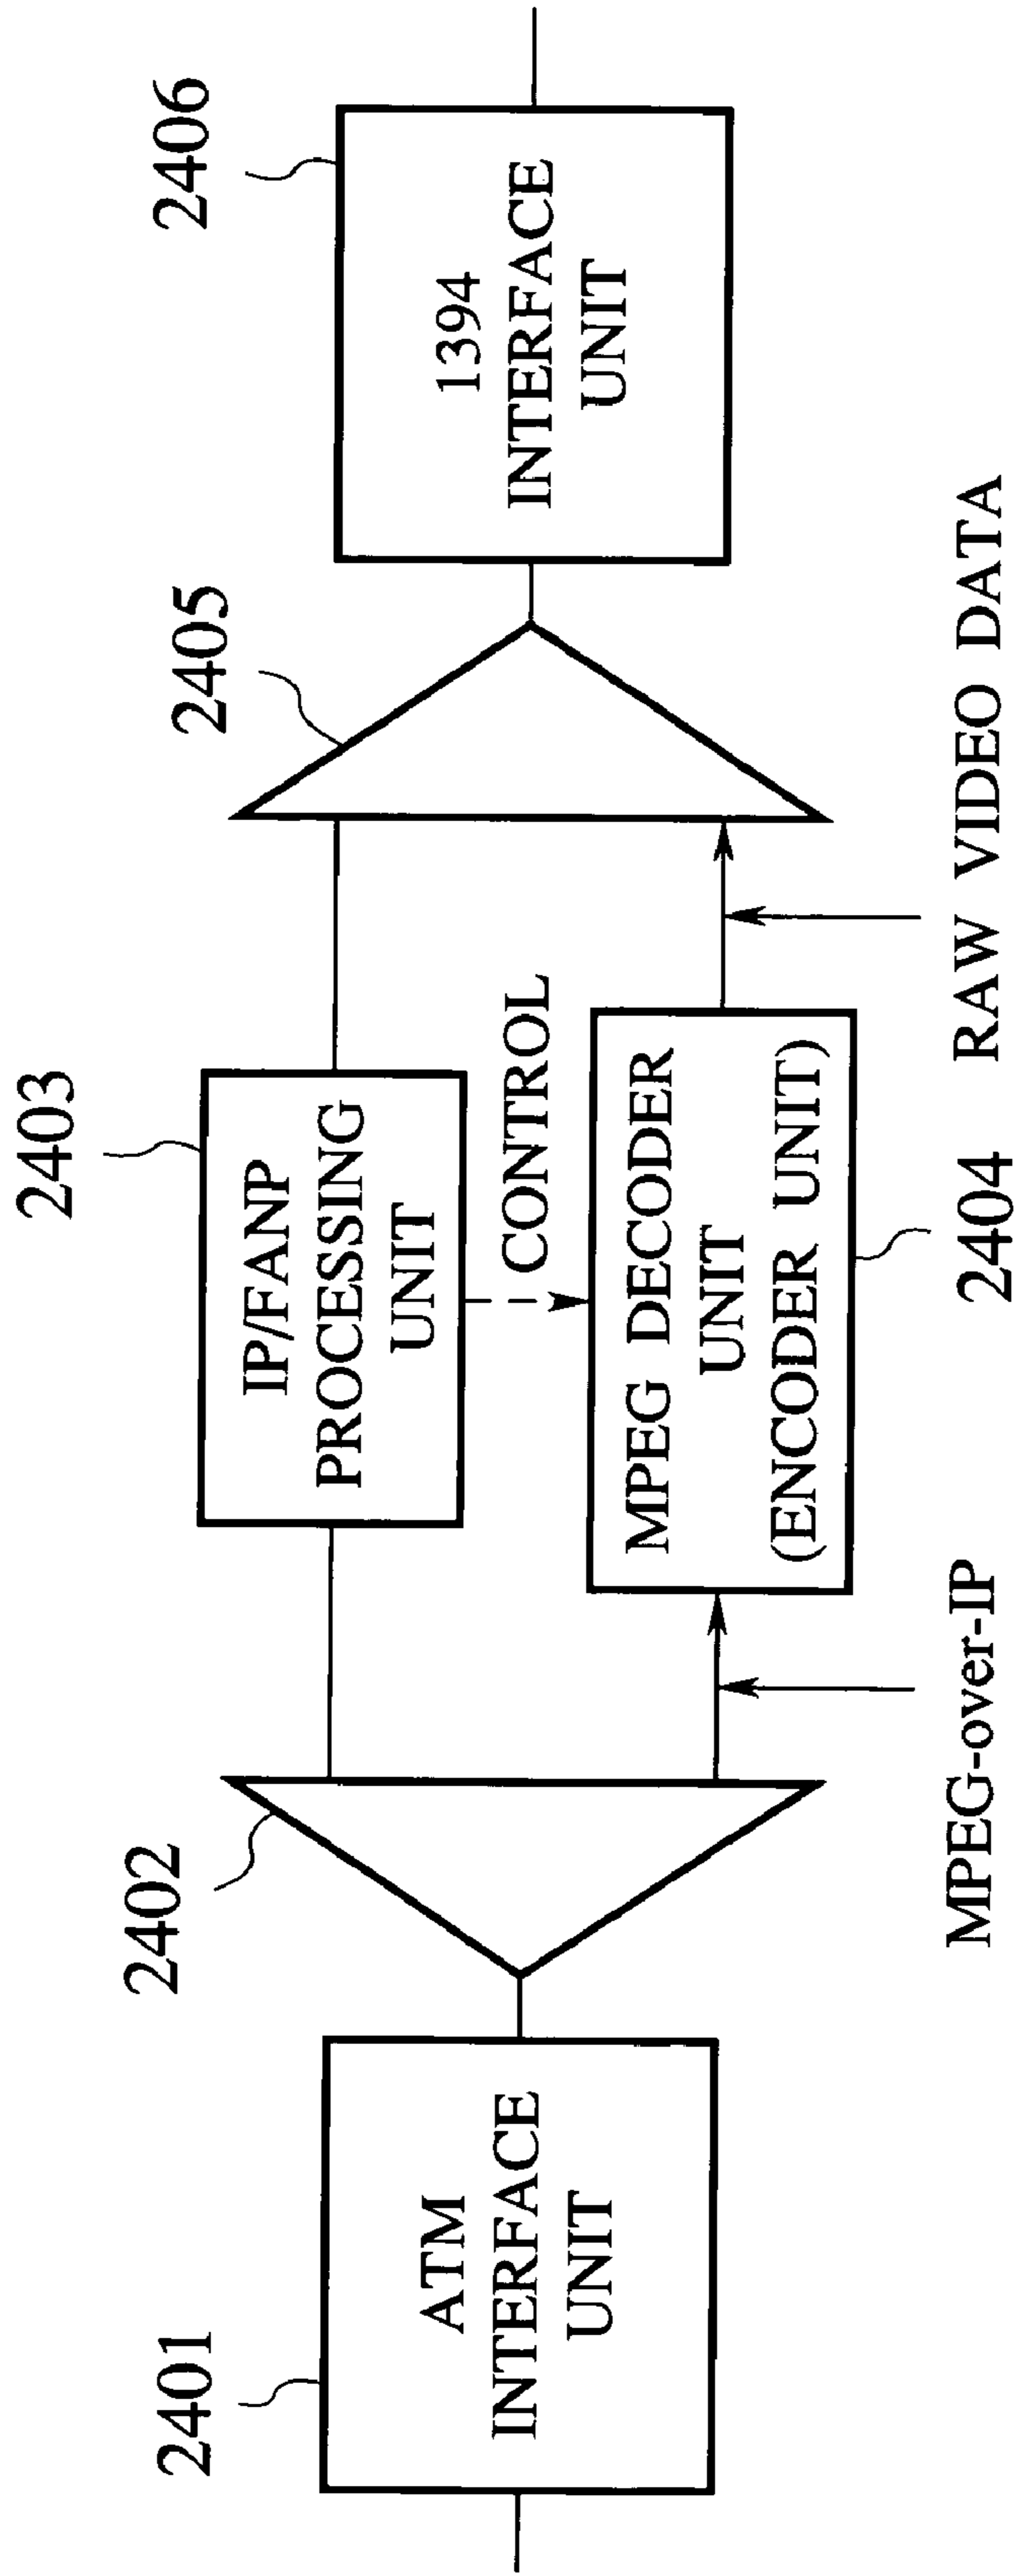 2401
ATM
INTERFACE
UNIT
2402
2403
IP/FANP
PROCESSING
UNIT
CONTROL
MPEG DECODER
UNIT
(ENCODER UNIT)
2404
MPEG-over-IP
RAW VIDEO DATA
2405
2406
1394
INTERFACE
UNIT